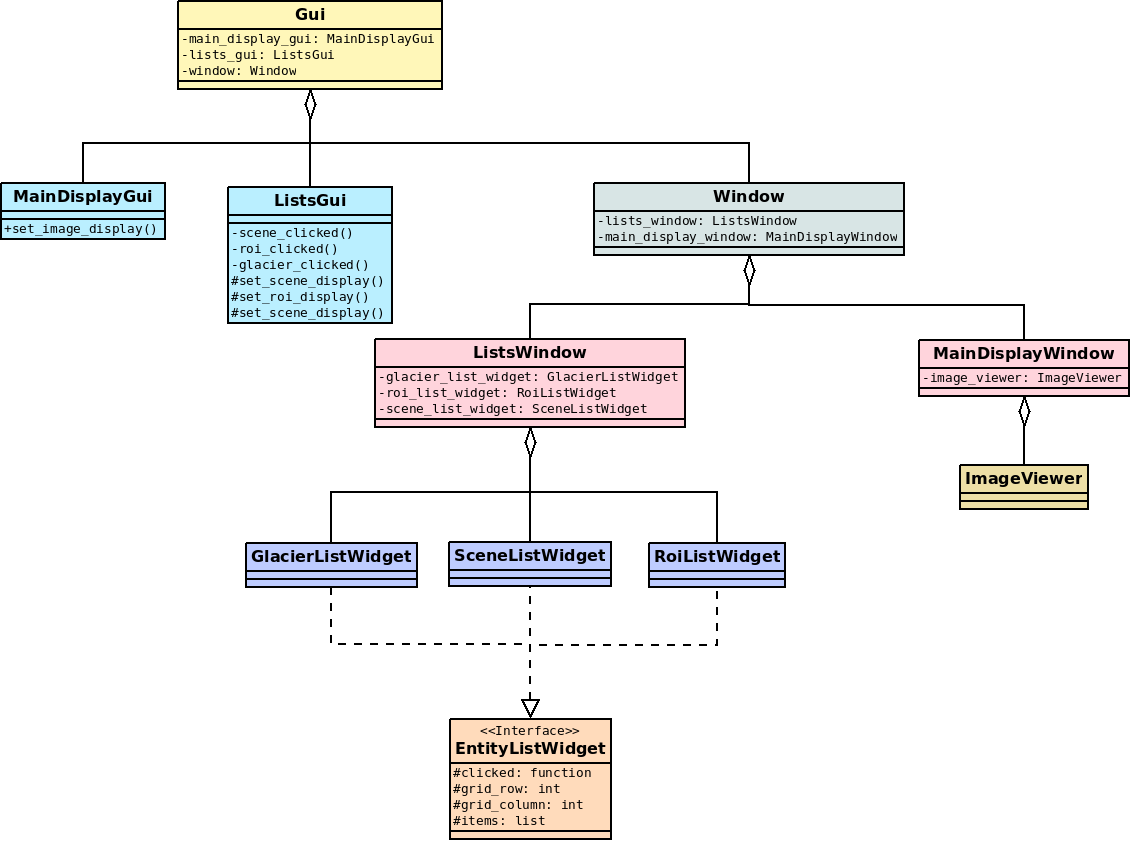 Gui
-main_display_gui: MainDisplayGui
-lists_gui: ListsGui
-window: Window
MainDisplayGui
+set_image_display()
ListsGui
-scene_clicked()
-roi_clicked()
-glacier_clicked()
#set_scene_display()
#set_roi_display()
#set_scene_display()
Window
-lists_window: ListsWindow
-main_display_window: MainDisplayWindow
ListsWindow
-glacier_list_widget: GlacierListWidget
-roi_list_widget: RoiListWidget
-scene_list_widget: SceneListWidget
MainDisplayWindow
-image_viewer: ImageViewer
ImageViewer
GlacierListWidget
SceneListWidget
RoiListWidget
<<Interface>>
EntityListWidget
#clicked: function
#grid_row: int
#grid_column: int
#items: list